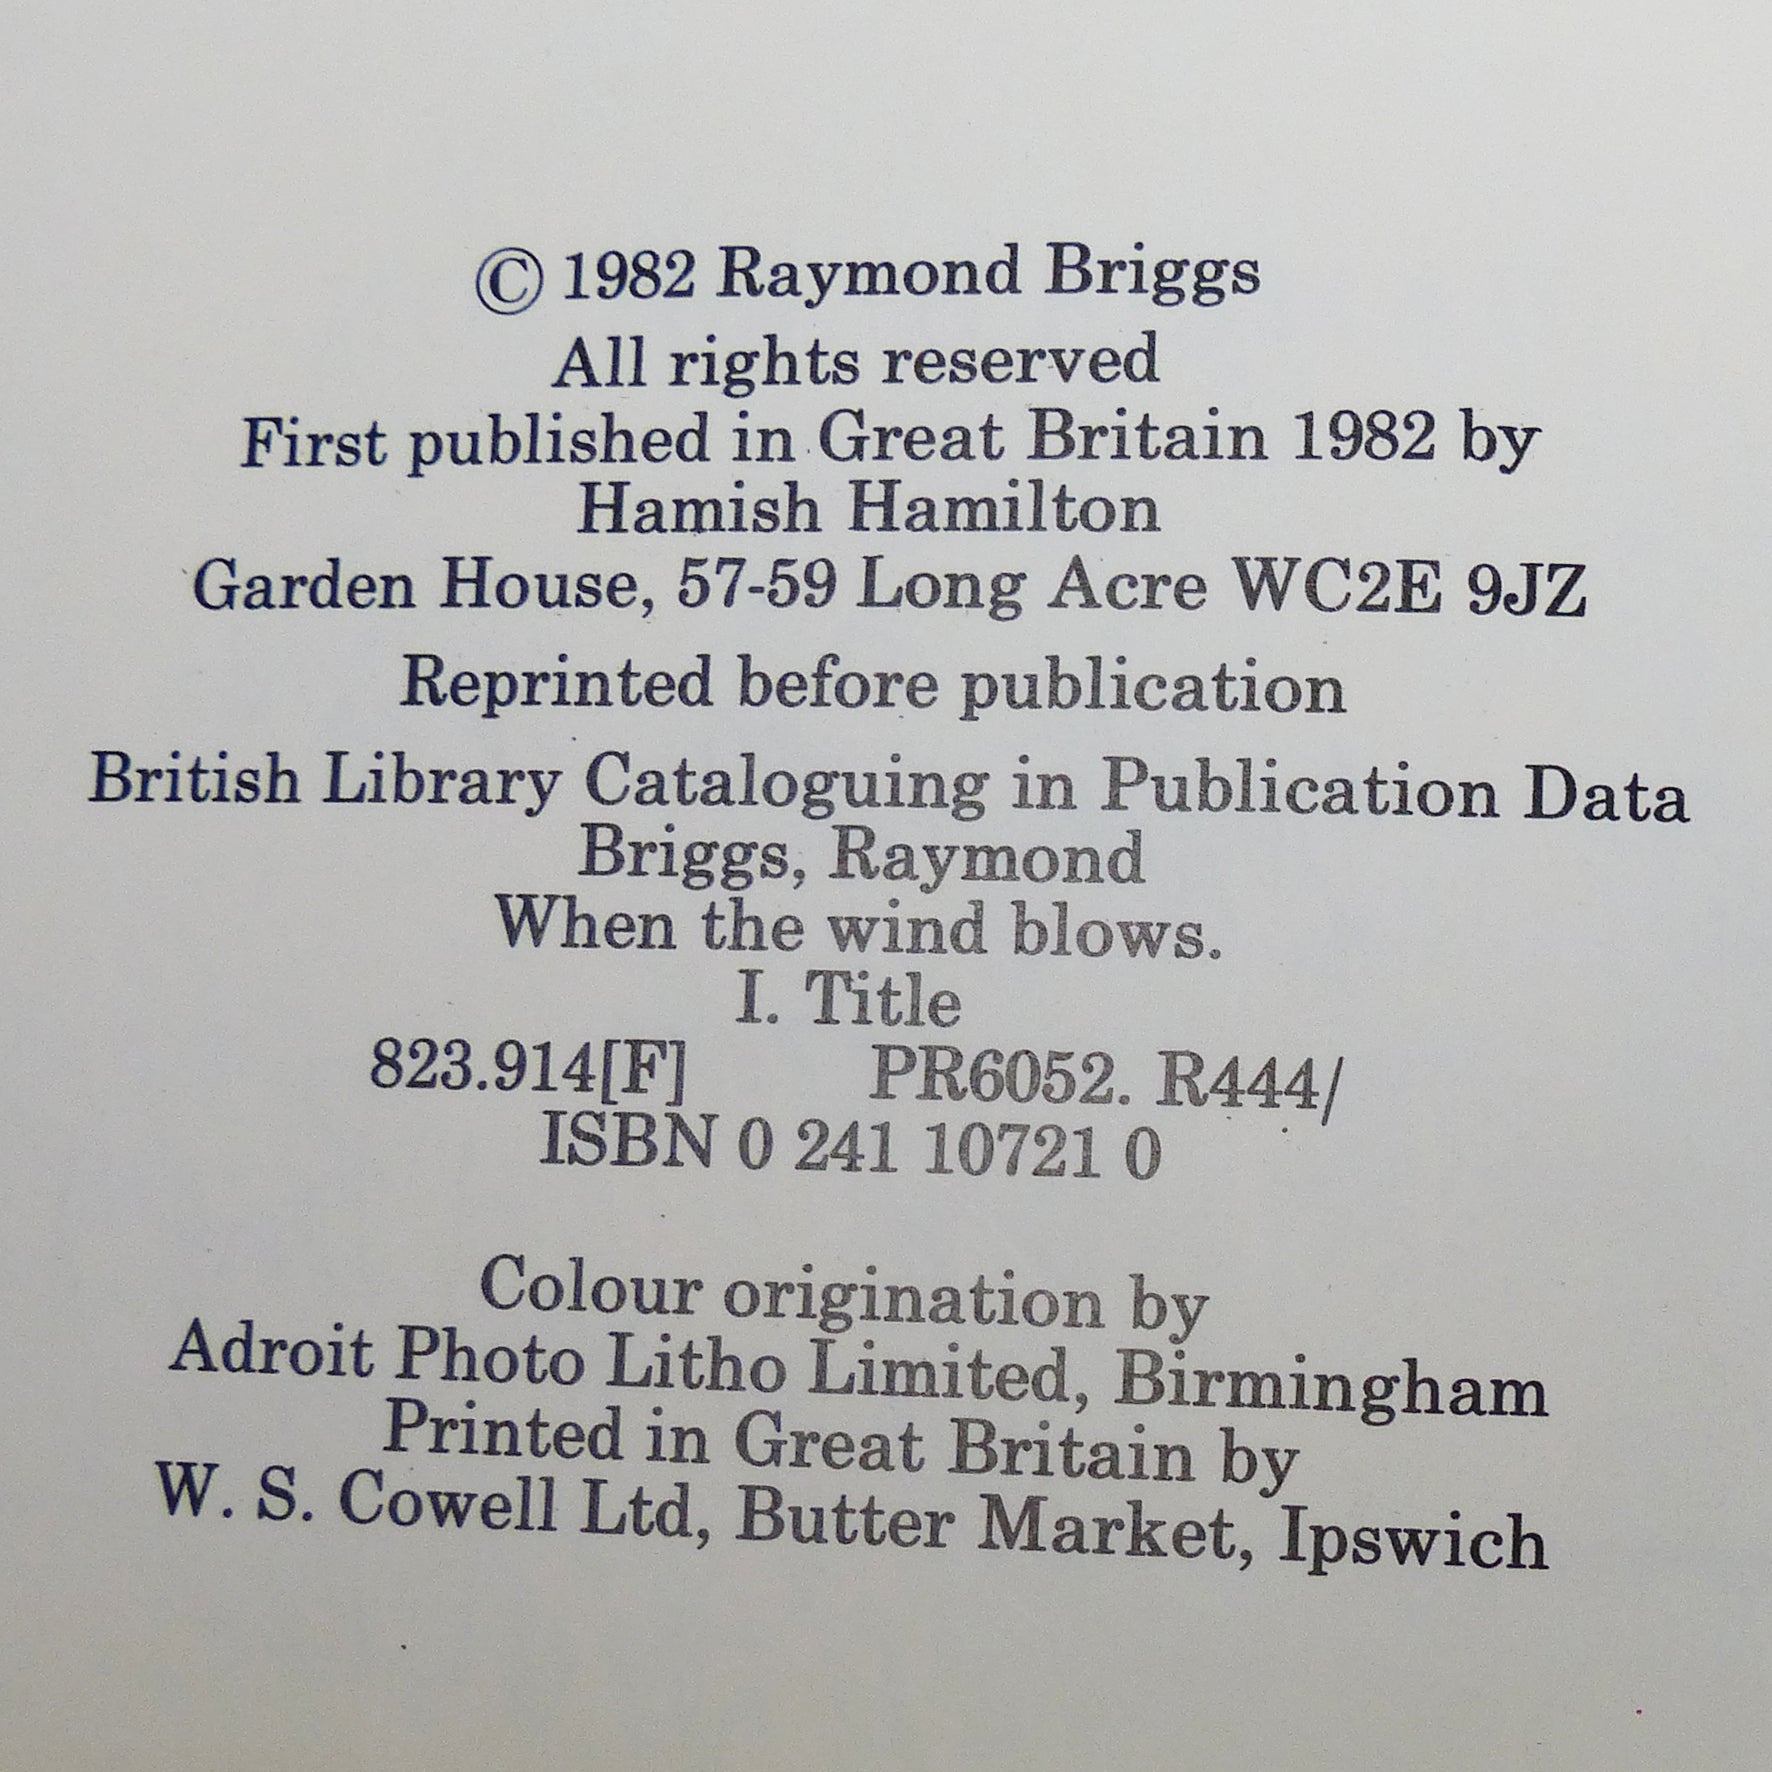 © 1982 Raymond Briggs
All rights reserved
First published in Great Britain 1982 by
Hamish Hamilton
Garden House, 57-59 Long Acre WC2E 9JZ
Reprinted before publication
British Library Cataloguing in Publication Data
Briggs, Raymond
When the wind blows.
I. Title
823.914[F] PR6052. R444/
ISBN 0 241 10721 0
Colour origination by
Adroit Photo Litho Limited, Birmingham
Printed in Great Britain by
W. S. Cowell Ltd, Butter Market, Ipswich